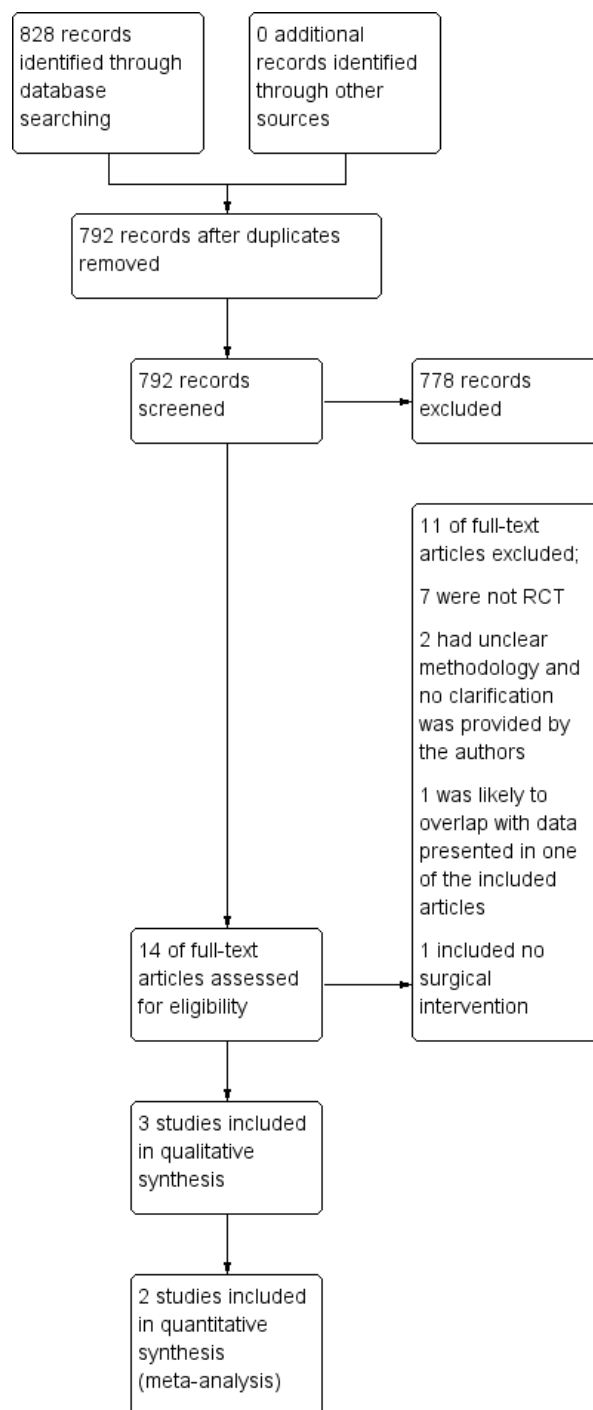 828 records
identified through
database
searching
0 additional
records identified
through other
sources
792 records after duplicates
removed
792 records
screened
778 records
excluded
11 of full-text
articles excluded;
7 were not RCT
2 had unclear
methodology and
no clarification
was provided by
the authors
1 was likely to
overlap with data
presented in one
of the included
articles
1 included no
surgical
intervention
14 of full-text
articles assessed
for eligibility
3 studies included
in qualitative
synthesis
2 studies included
in quantitative
synthesis
(meta-analysis)